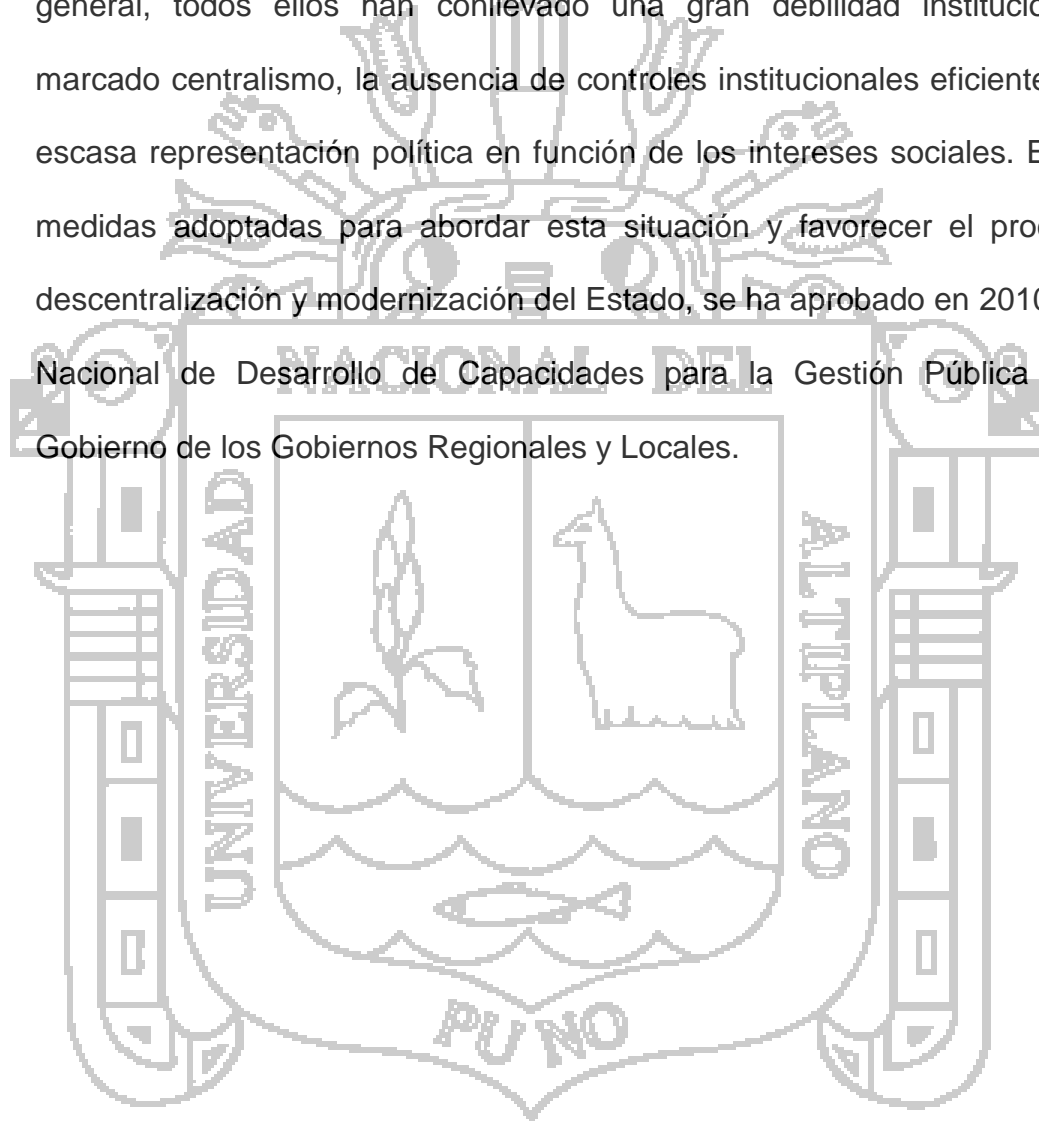 general, todos ellos han conllevado una gran debilidad institucio
marcado centralismo, la ausencia de controles institucionales eficiente
escasa representación política en función de los intereses sociales. E
medidas adoptadas para abordar esta situación y favorecer el pro
descentralización y modernización del Estado, se ha aprobado en 2010
Nacional de Desarrollo de Capacidades para la Gestión Pública
Gobierno de los Gobiernos Regionales y Locales.
NACIONAL DEL
UNIVERSIDAD
ALTIPLANO
PUNO